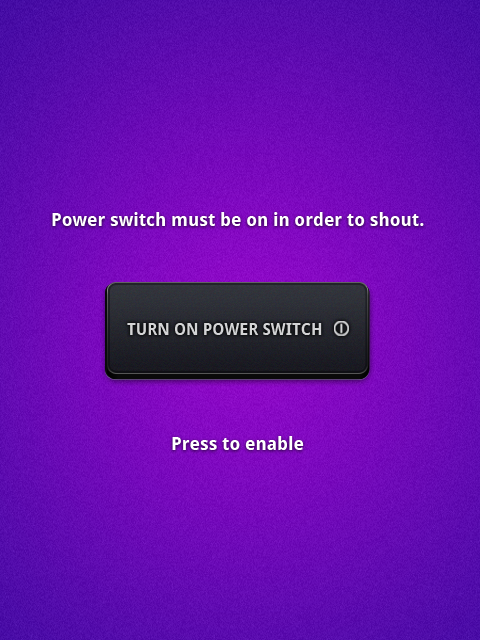 Power switch must be on in order to shout.
TURN ON POWER SWITCH
Press to enable